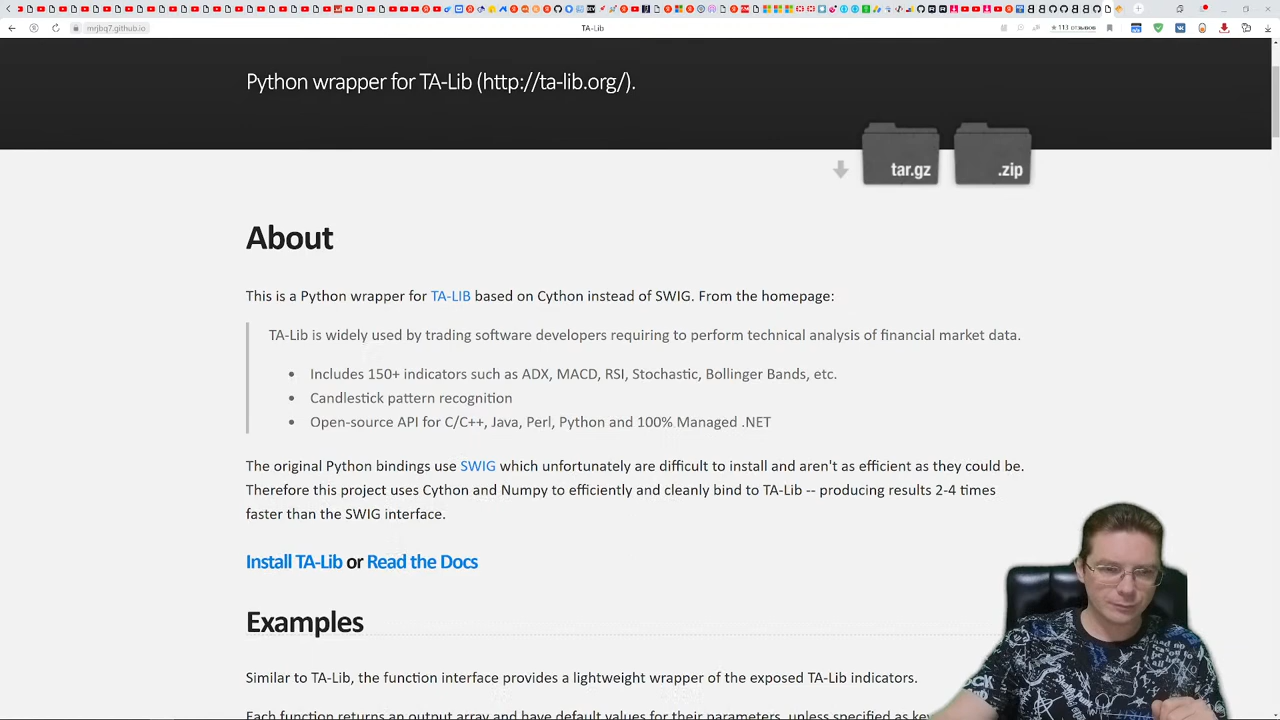 mrjbq7.github.io
TA-Lib
113 отзывов
Python wrapper for TA-Lib (http://ta-lib.org/).
tar.gz
.zip
About
This is a Python wrapper for TA-LIB based on Cython instead of SWIG. From the homepage:
TA-Lib is widely used by trading software developers requiring to perform technical analysis of financial market data.
• Includes 150+ indicators such as ADX, MACD, RSI, Stochastic, Bollinger Bands, etc.
• Candlestick pattern recognition
• Open-source API for C/C++, Java, Perl, Python and 100% Managed .NET
The original Python bindings use SWIG which unfortunately are difficult to install and aren't as efficient as they could be.
Therefore this project uses Cython and Numpy to efficiently and cleanly bind to TA-Lib -- producing results 2-4 times
faster than the SWIG interface.
Install TA-Lib or Read the Docs
Examples
Similar to TA-Lib, the function interface provides a lightweight wrapper of the exposed TA-Lib indicators.
Each function returns an output array and have default values for their parameters, unless specified as